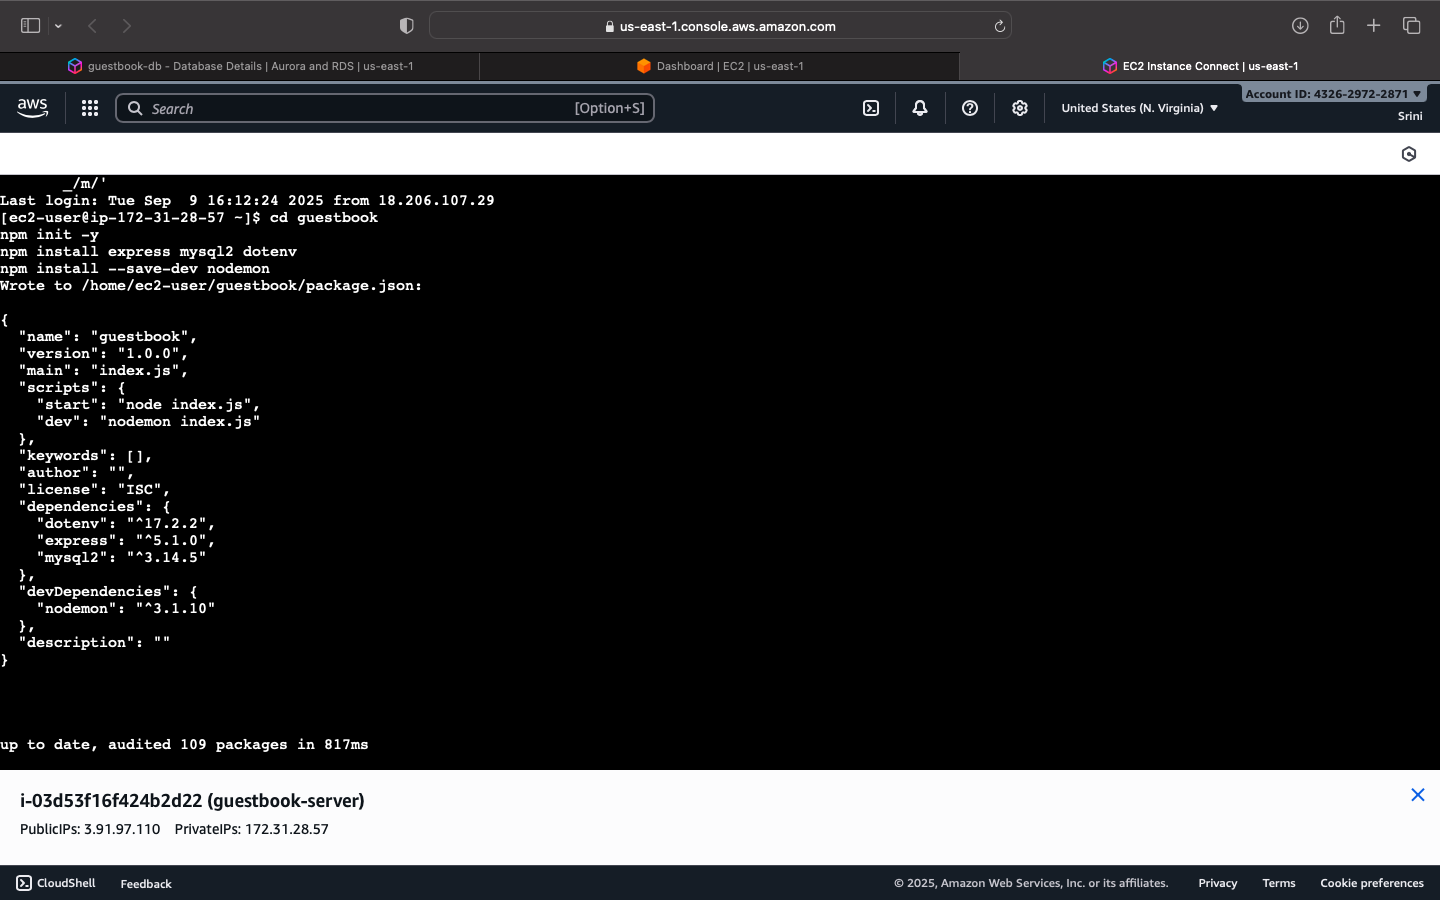 us-east-1.console.aws.amazon.com
guestbook-db - Database Details | Aurora and RDS | us-east-1
Dashboard | EC2 | us-east-1
EC2 Instance Connect | us-east-1
aws
Search
[Option+S]
United States (N. Virginia)
Account ID: 4326-2972-2871
Srini
_/m/'
Last login: Tue Sep  9 16:12:24 2025 from 18.206.107.29
[ec2-user@ip-172-31-28-57 ~]$ cd guestbook
npm init -y
npm install express mysql2 dotenv
npm install --save-dev nodemon
Wrote to /home/ec2-user/guestbook/package.json:
{
  "name": "guestbook",
  "version": "1.0.0",
  "main": "index.js",
  "scripts": {
    "start": "node index.js",
    "dev": "nodemon index.js"
  },
  "keywords": [],
  "author": "",
  "license": "ISC",
  "dependencies": {
    "dotenv": "^17.2.2",
    "express": "^5.1.0",
    "mysql2": "^3.14.5"
  },
  "devDependencies": {
    "nodemon": "^3.1.10"
  },
  "description": ""
}
up to date, audited 109 packages in 817ms
i-03d53f16f424b2d22 (guestbook-server)
PublicIPs: 3.91.97.110 PrivateIPs: 172.31.28.57
CloudShell
Feedback
© 2025, Amazon Web Services, Inc. or its affiliates.
Privacy
Terms
Cookie preferences